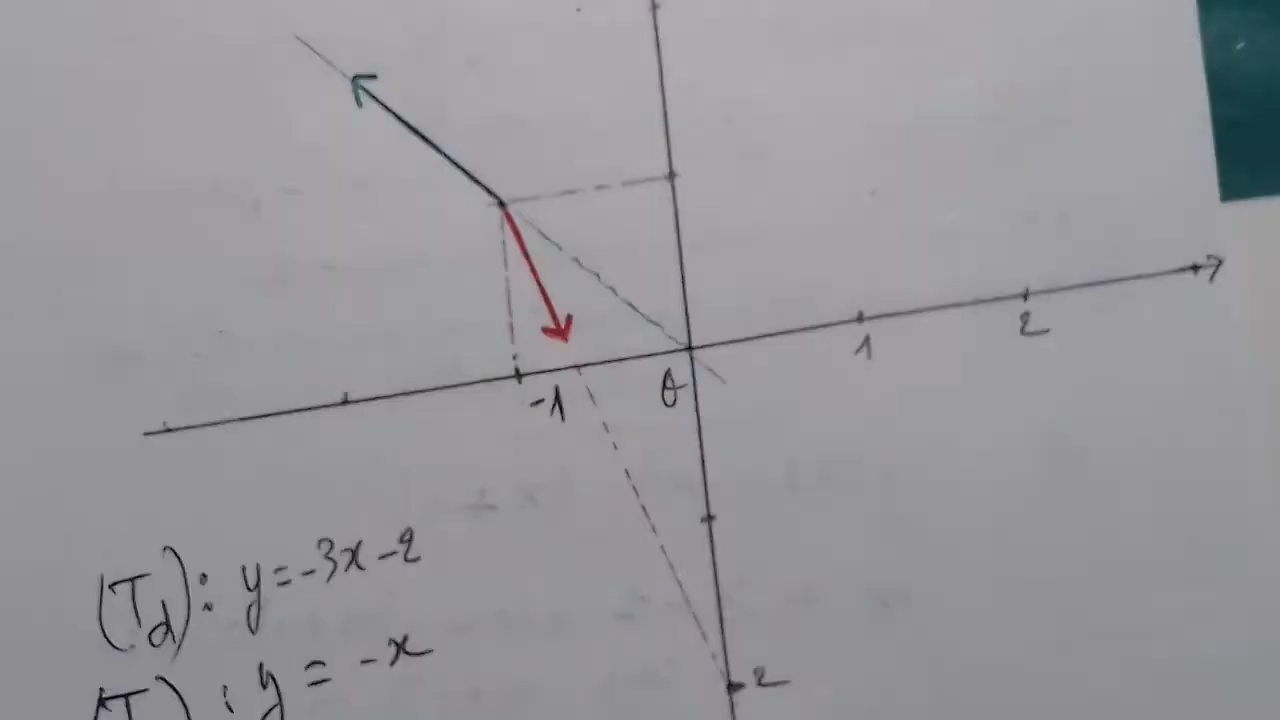 1
2
-1
0
(Td): y = -3x - 2
2
(T ) : y = -x